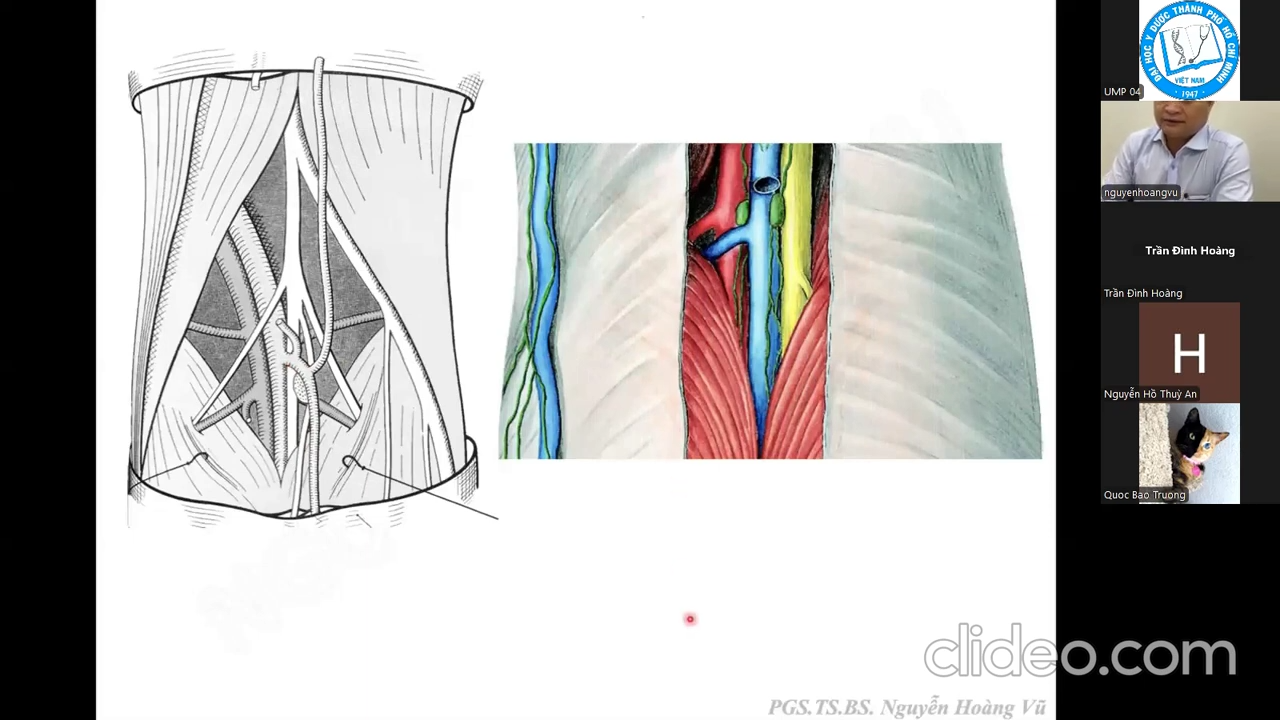 ĐẠI HỌC Y DƯỢC THÀNH PHỐ HỒ CHÍ MINH
VIỆT NAM
1947
UMP 04
nguyenhoangvu
Trần Đình Hoàng
Trần Đình Hoàng
H
Nguyễn Hồ Thuỳ An
Quoc Bao Truong
clideo.com
PGS.TS.BS. Nguyễn Hoàng Vũ